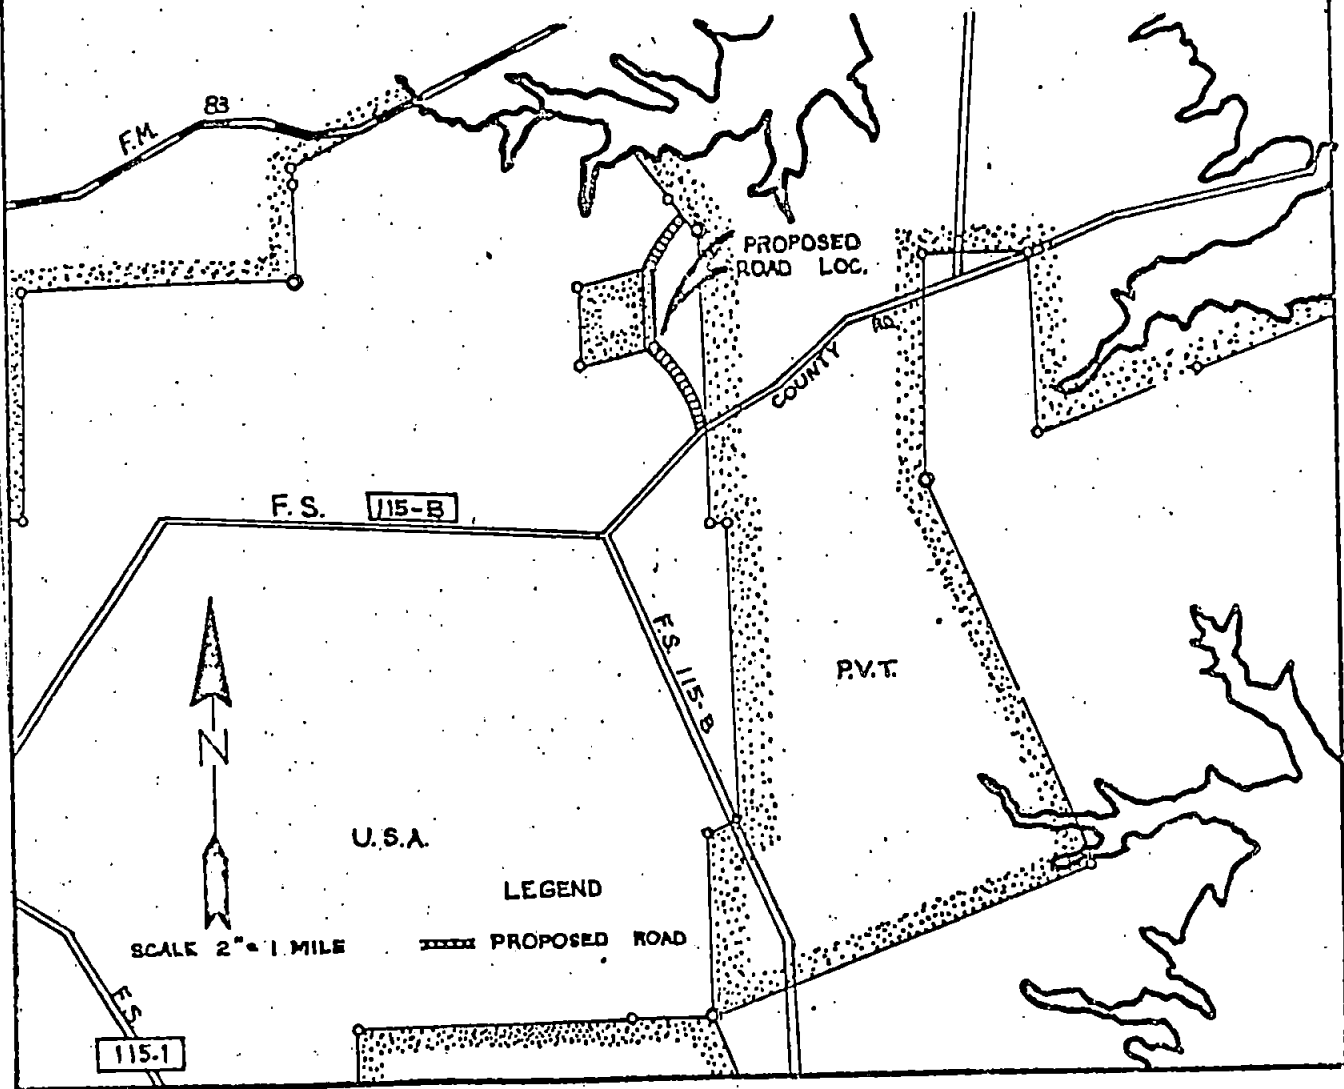 F.M. 83
PROPOSED
ROAD LOC.
COUNTY RD.
F. S. 115-B
F.S. 115-B
P.V.T.
N
U.S.A.
LEGEND
SCALE 2" = 1 MILE
PROPOSED ROAD
F.S.
115-1